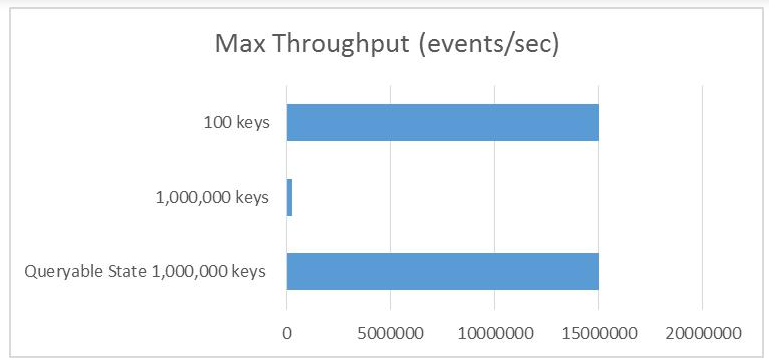 Max Throughput (events/sec)
100 keys
1,000,000 keys
Queryable State 1,000,000 keys
0 5000000 10000000 15000000 20000000